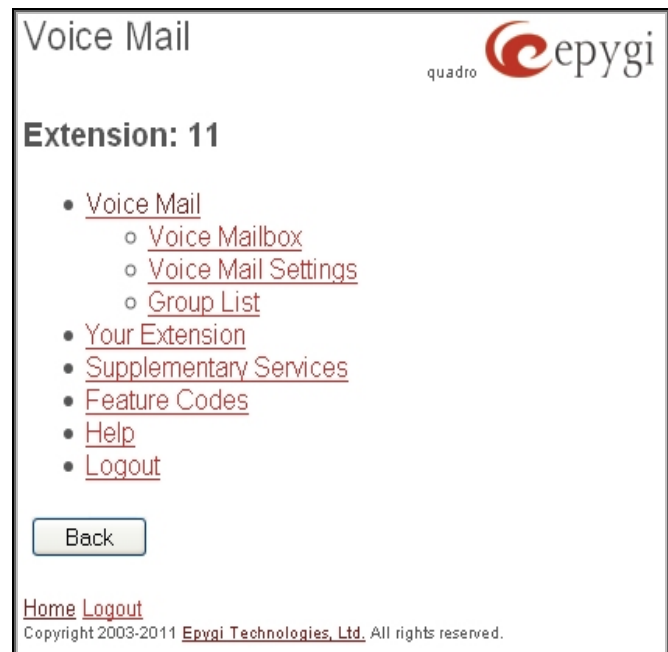 Voice Mail
quadro epygi
Extension: 11
Voice Mail
Voice Mailbox
Voice Mail Settings
Group List
Your Extension
Supplementary Services
Feature Codes
Help
Logout
Back
Home Logout
Copyright 2003-2011 Epygi Technologies, Ltd. All rights reserved.